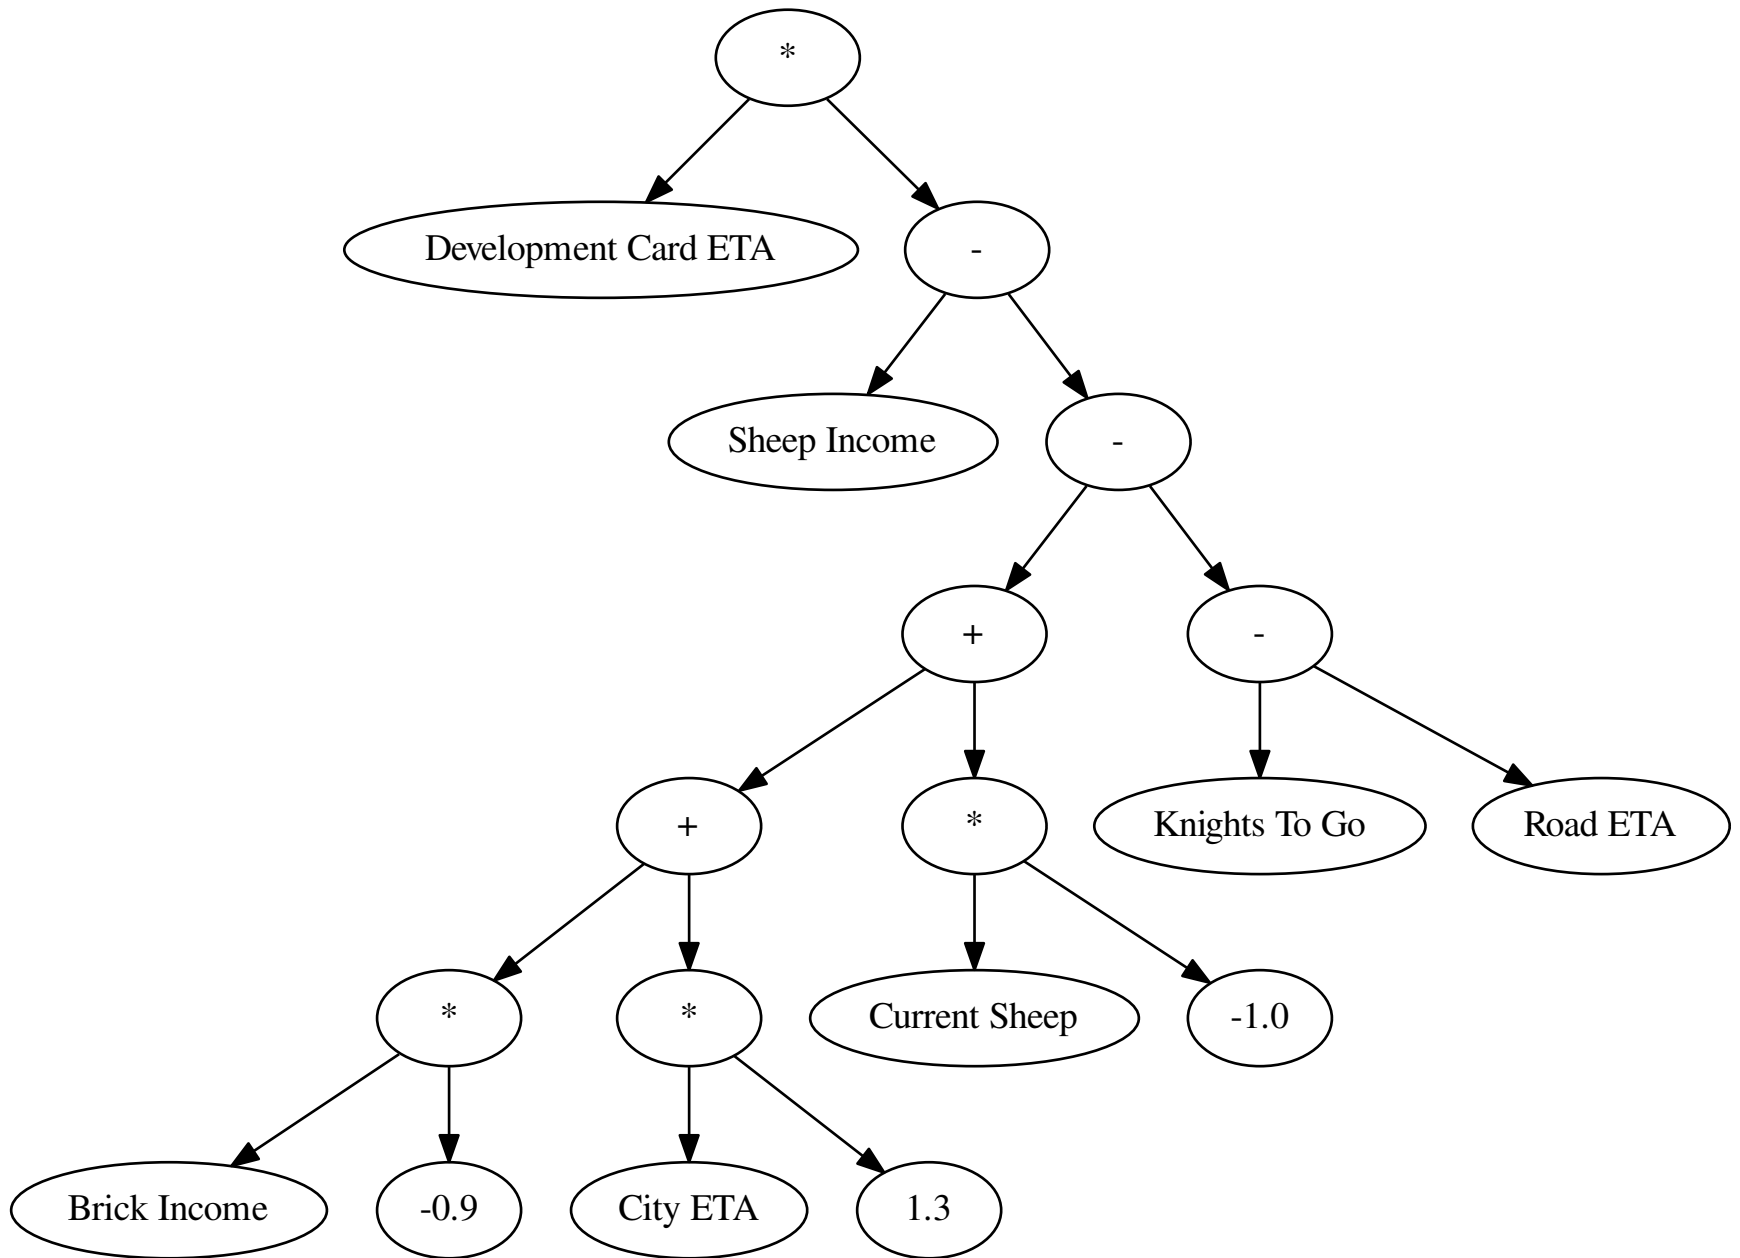 *
Development Card ETA
-
Sheep Income
-
+
-
+
*
Knights To Go
Road ETA
*
*
Current Sheep
-1.0
Brick Income
-0.9
City ETA
1.3